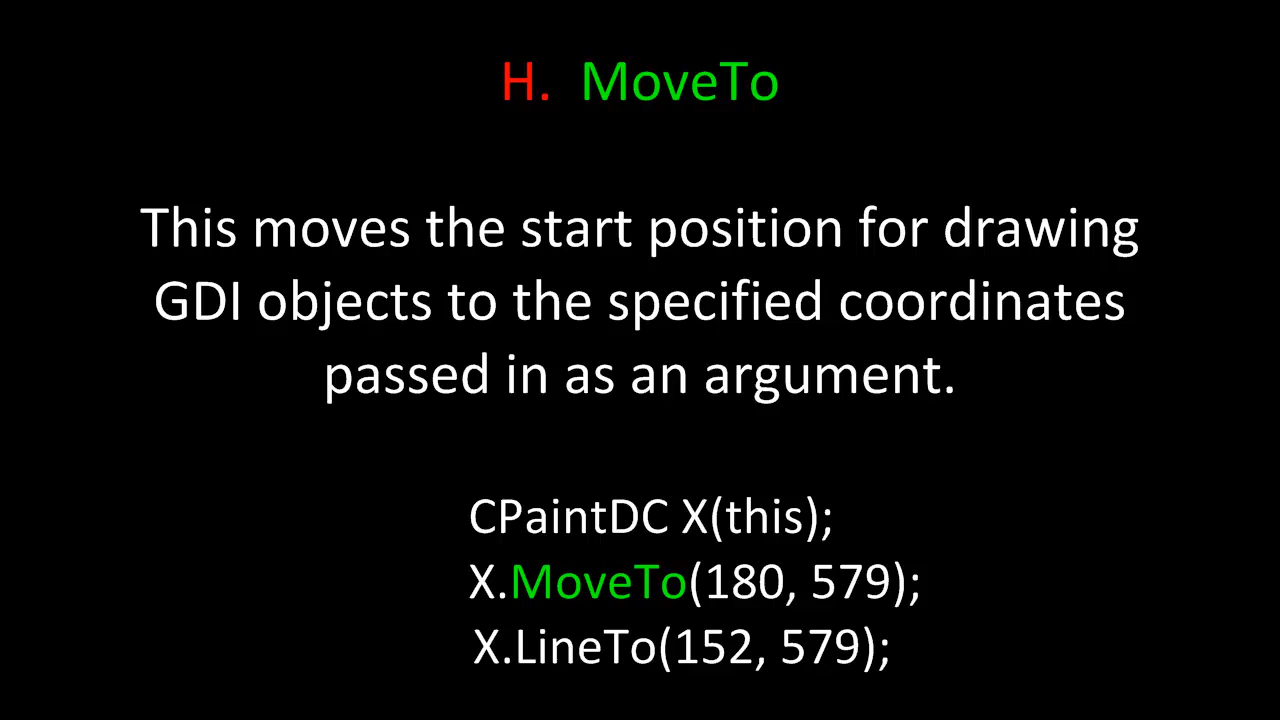 H. MoveTo
This moves the start position for drawing
GDI objects to the specified coordinates
passed in as an argument.
CPaintDC X(this);
X.MoveTo(180, 579);
X.LineTo(152, 579);